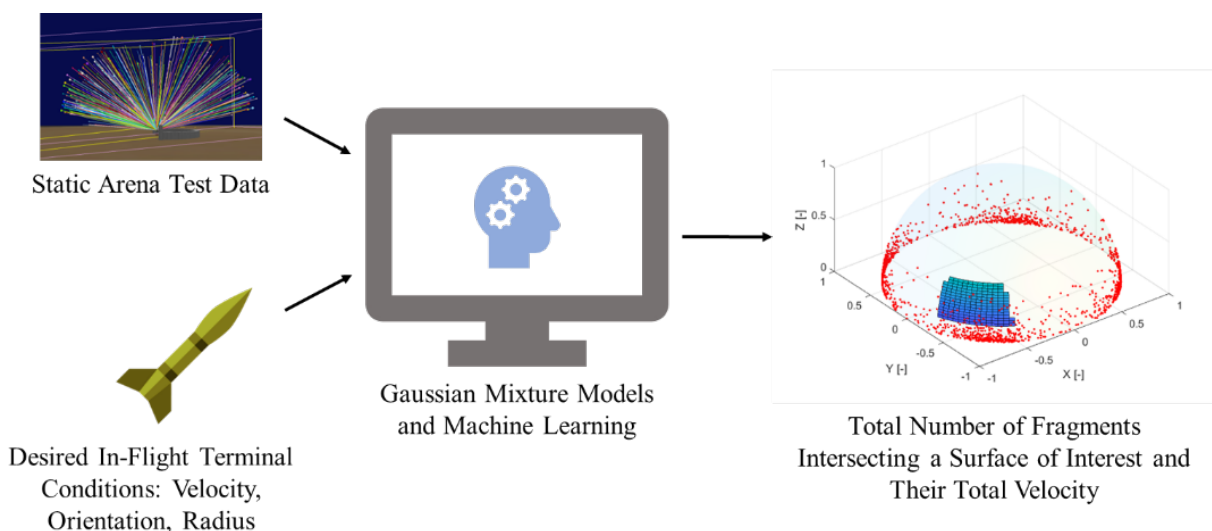 Static Arena Test Data
Desired In-Flight Terminal
Conditions: Velocity,
Orientation, Radius
Gaussian Mixture Models
and Machine Learning
1
0.5
0
Z [-]
1
0.5
0
-0.5
-1
Y [-]
-1
-0.5
0
0.5
1
X [-]
Total Number of Fragments
Intersecting a Surface of Interest and
Their Total Velocity